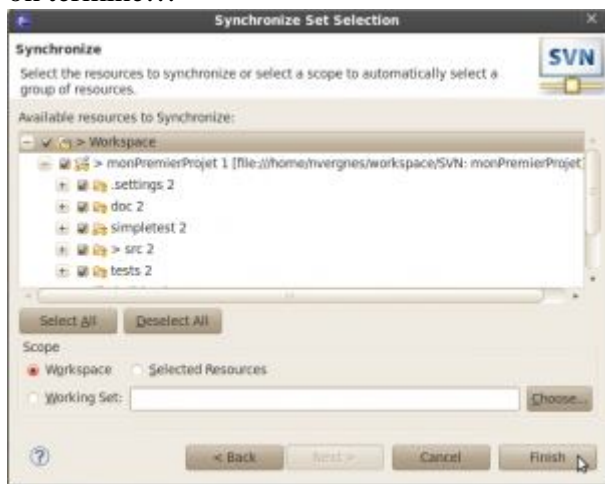 Synchronize Set Selection
Synchronize
Select the resources to synchronize or select a scope to automatically select a
group of resources.
SVN
Available resources to Synchronize:
> Workspace
> monPremierProjet 1 [file:///home/nvergnes/workspace/SVN: monPremierProjet
.settings 2
doc 2
simpletest 2
> src 2
tests 2
Select All
Deselect All
Scope
Workspace
Selected Resources
Working Set:
Choose...
< Back
Next >
Cancel
Finish